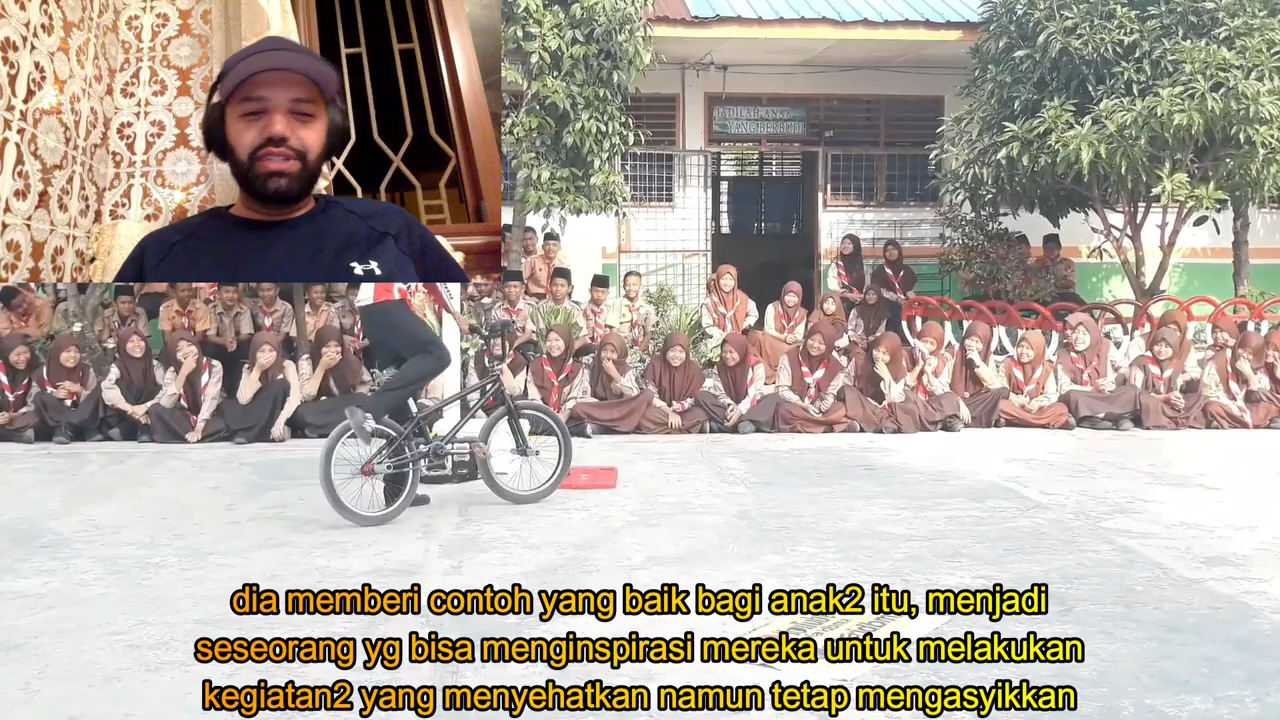 JADILAH ANAK
YANG BERBUDI
dia memberi contoh yang baik bagi anak2 itu, menjadi
seseorang yg bisa menginspirasi mereka untuk melakukan
kegiatan2 yang menyehatkan namun tetap mengasyikkan